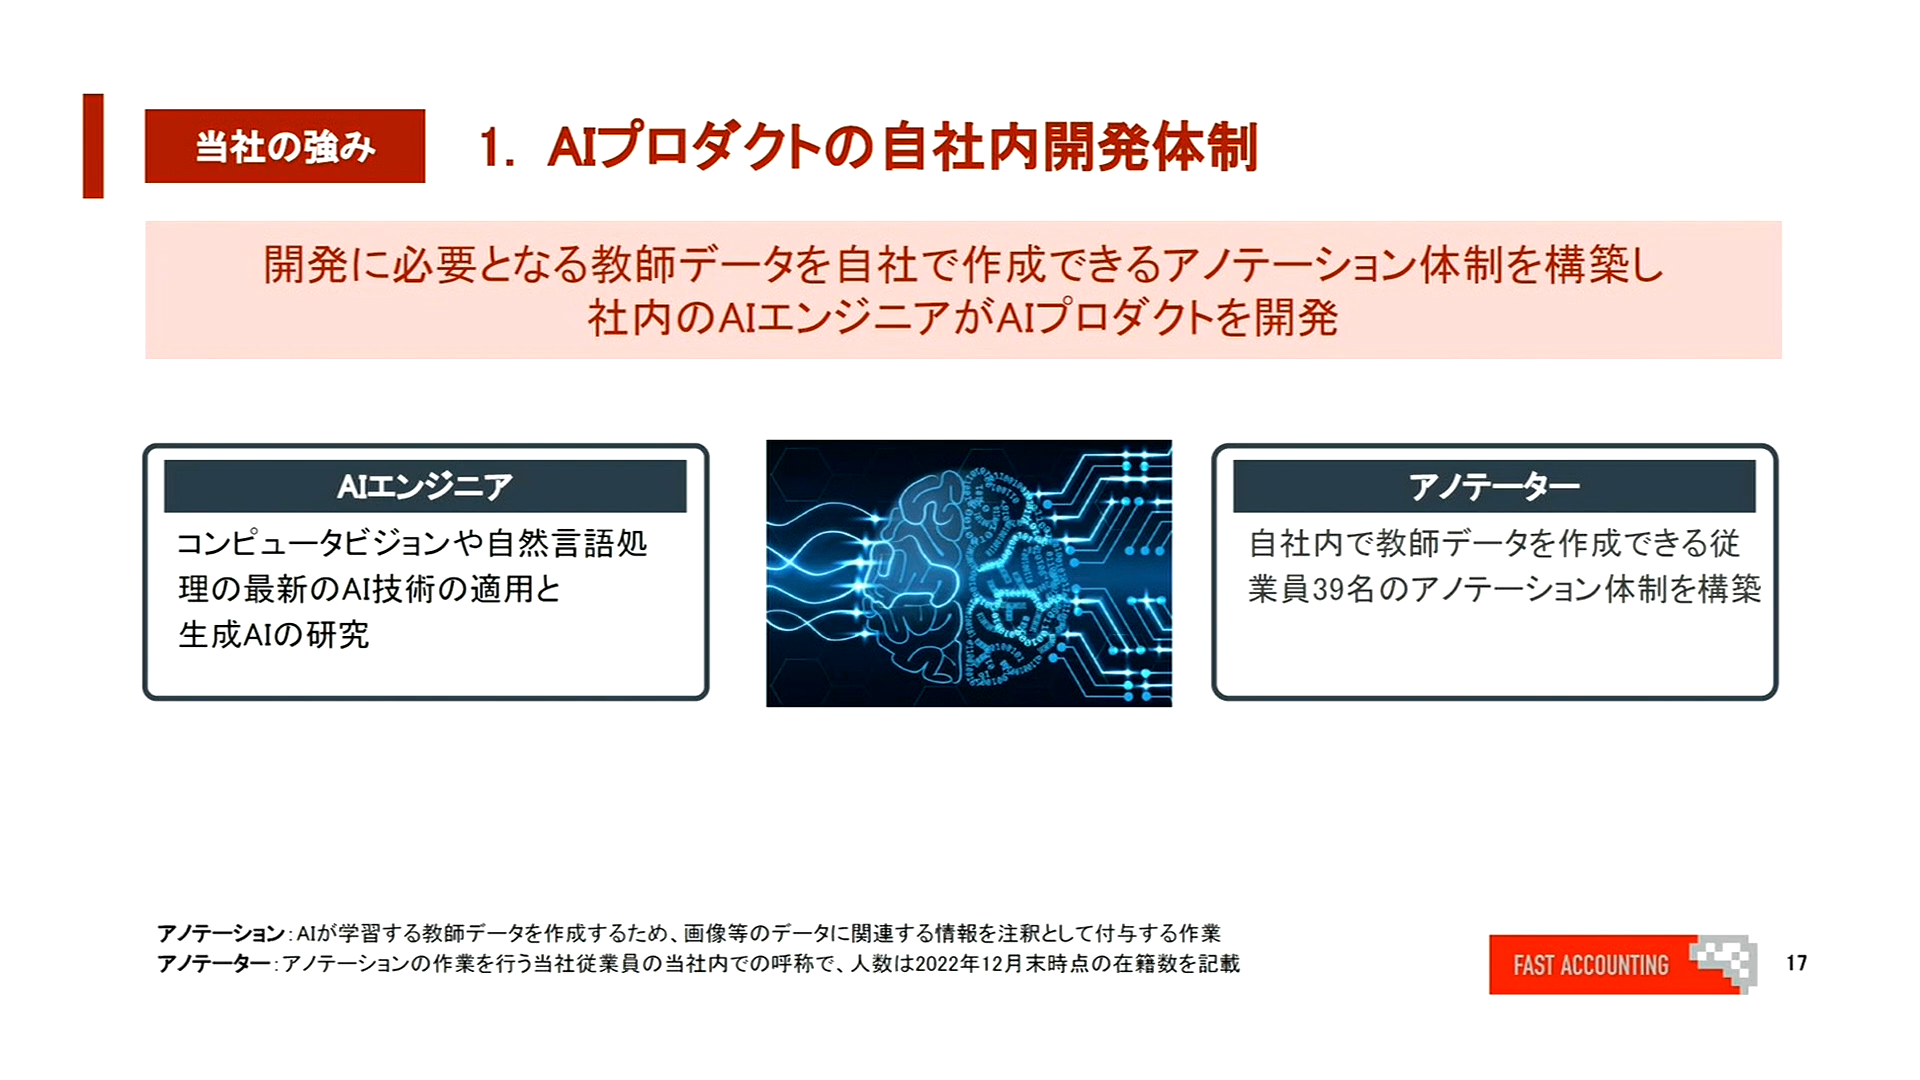 当社の強み
1. AIプロダクトの自社内開発体制
開発に必要となる教師データを自社で作成できるアノテーション体制を構築し
社内のAIエンジニアがAIプロダクトを開発
AIエンジニア
コンピュータビジョンや自然言語処
理の最新のAI技術の適用と
生成AIの研究
アノテーター
自社内で教師データを作成できる従
業員39名のアノテーション体制を構築
アノテーション：AIが学習する教師データを作成するため、画像等のデータに関連する情報を注釈として付与する作業
アノテーター：アノテーションの作業を行う当社従業員の当社内での呼称で、人数は2022年12月末時点の在籍数を記載
FAST ACCOUNTING
17